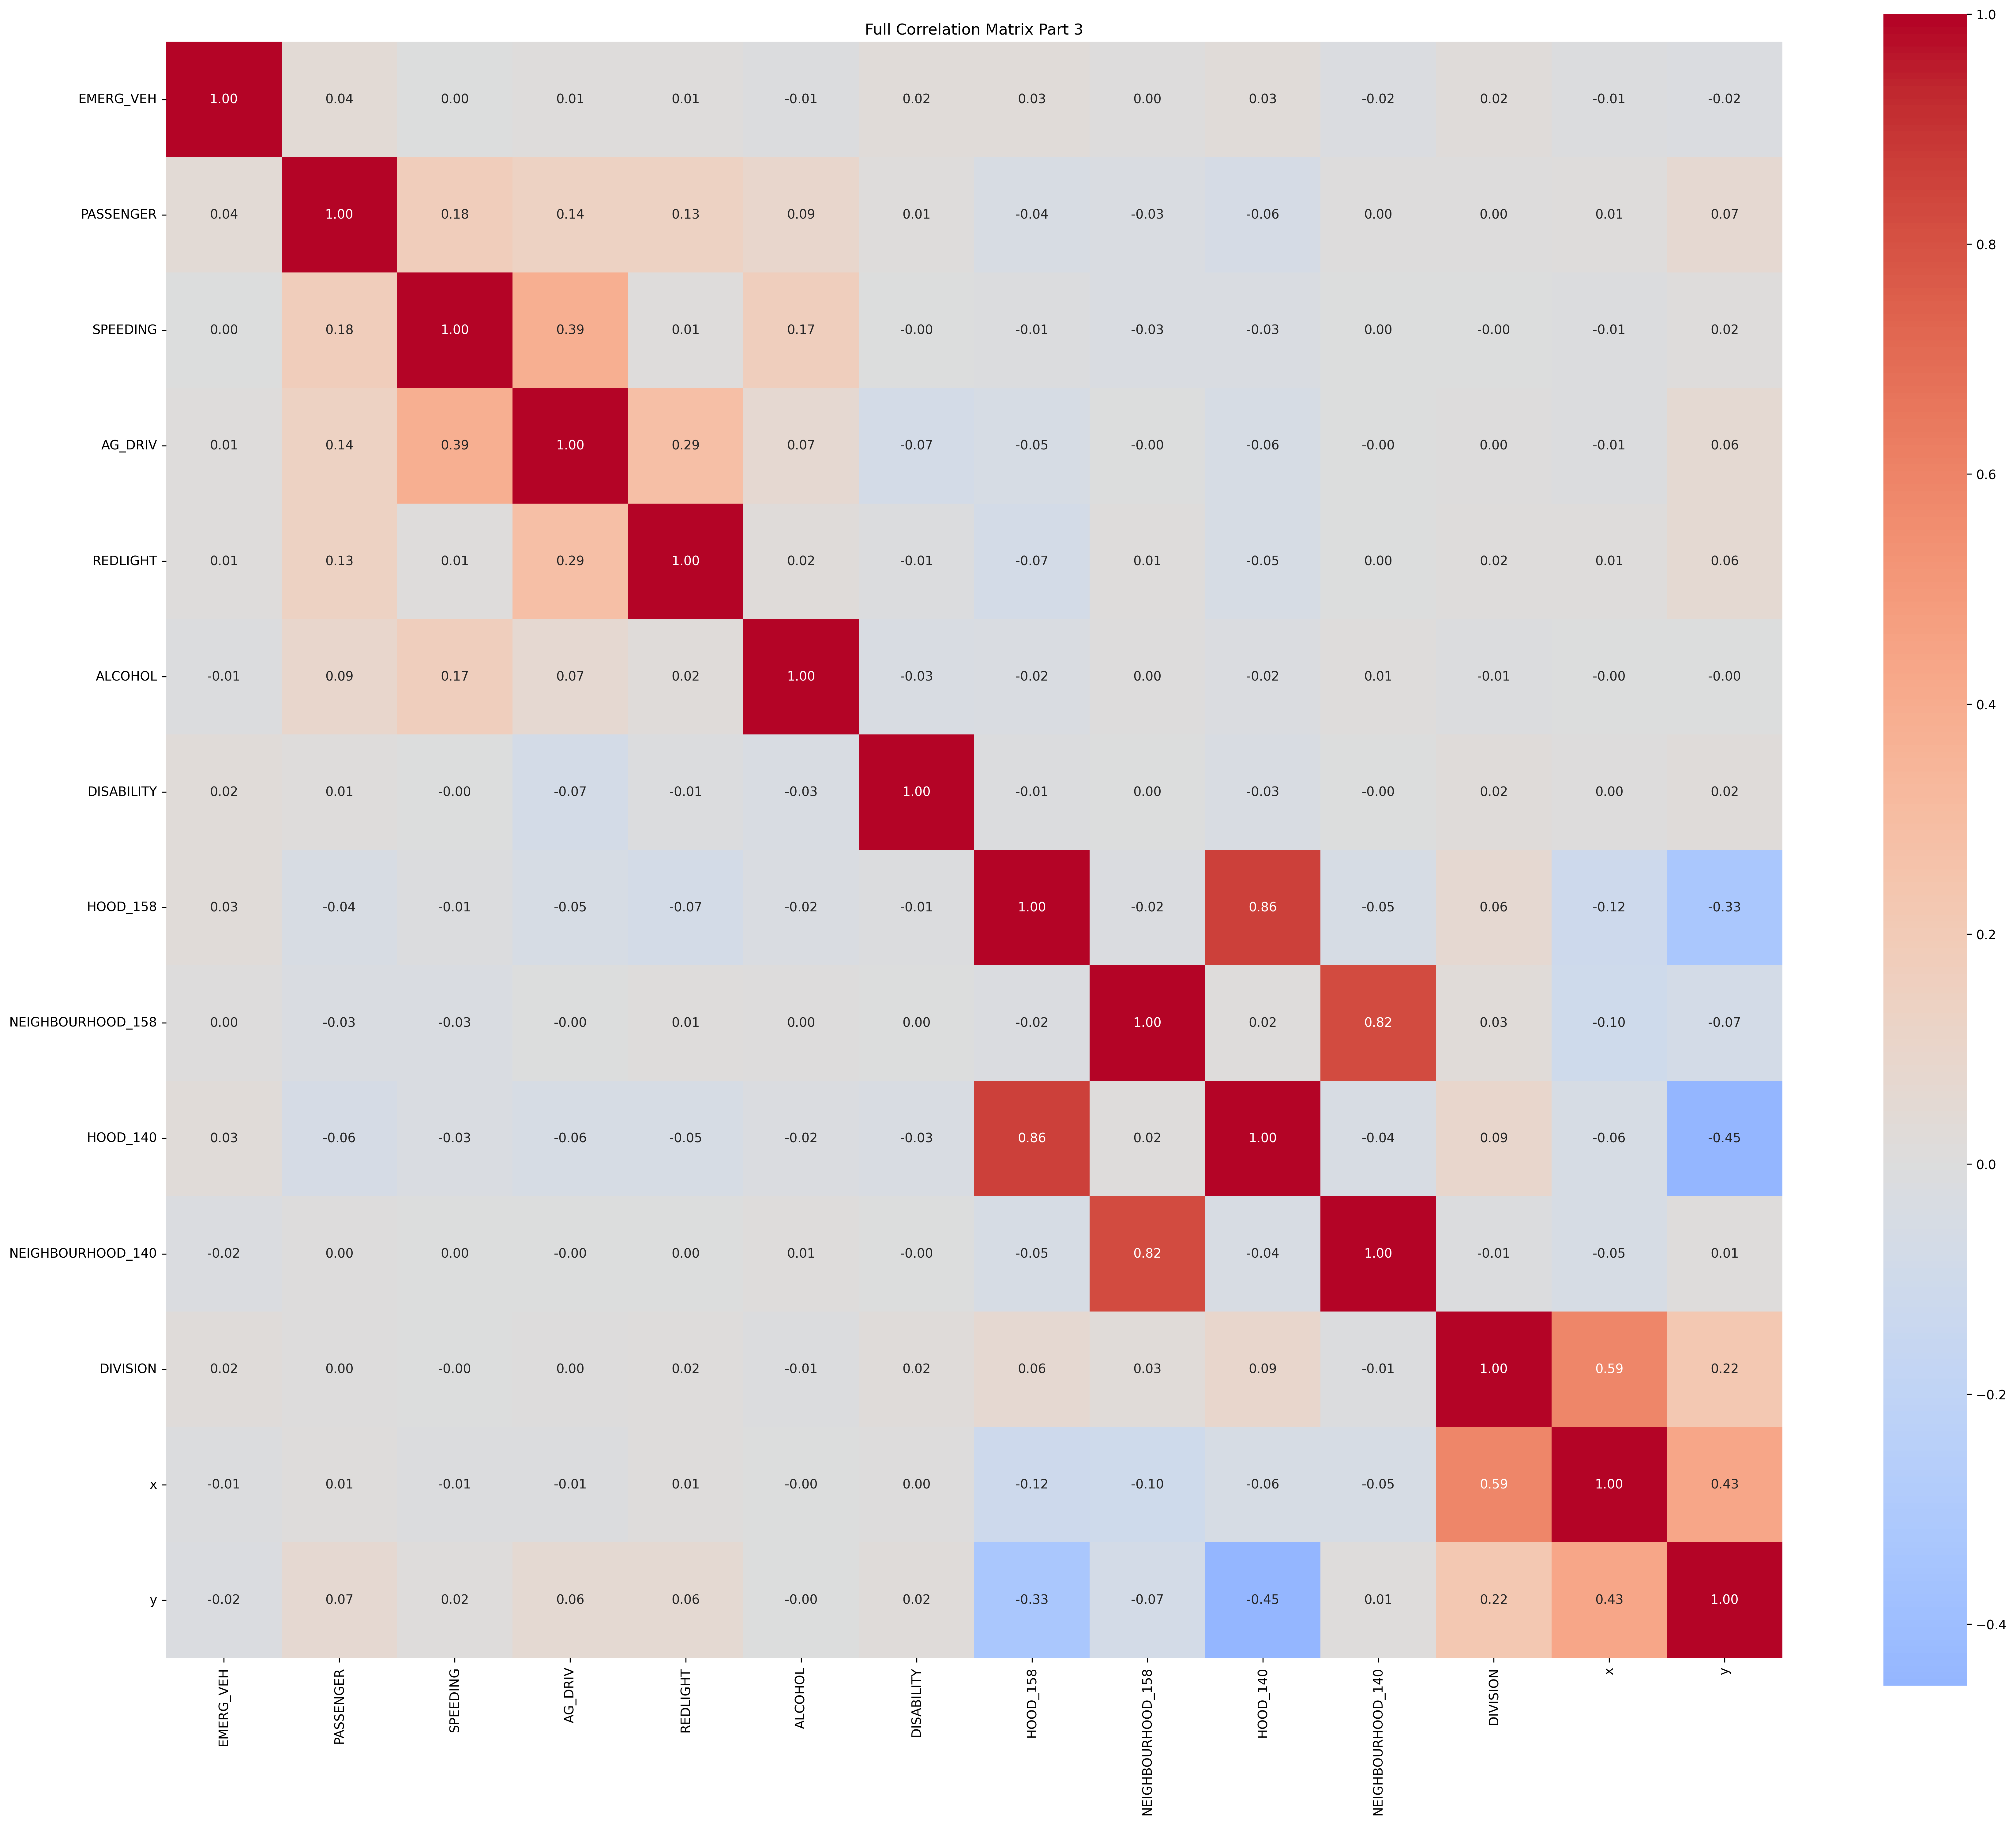 Full Correlation Matrix Part 3
EMERG_VEH 1.00 0.04 0.00 0.01 0.01 -0.01 0.02 0.03 0.00 0.03 -0.02 0.02 -0.01 -0.02
PASSENGER 0.04 1.00 0.18 0.14 0.13 0.09 0.01 -0.04 -0.03 -0.06 0.00 0.00 0.01 0.07
SPEEDING 0.00 0.18 1.00 0.39 0.01 0.17 -0.00 -0.01 -0.03 -0.03 0.00 -0.00 -0.01 0.02
AG_DRIV 0.01 0.14 0.39 1.00 0.29 0.07 -0.07 -0.05 -0.00 -0.06 -0.00 0.00 -0.01 0.06
REDLIGHT 0.01 0.13 0.01 0.29 1.00 0.02 -0.01 -0.07 0.01 -0.05 0.00 0.02 0.01 0.06
ALCOHOL -0.01 0.09 0.17 0.07 0.02 1.00 -0.03 -0.02 0.00 -0.02 0.01 -0.01 -0.00 -0.00
DISABILITY 0.02 0.01 -0.00 -0.07 -0.01 -0.03 1.00 -0.01 0.00 -0.03 -0.00 0.02 0.00 0.02
HOOD_158 0.03 -0.04 -0.01 -0.05 -0.07 -0.02 -0.01 1.00 -0.02 0.86 -0.05 0.06 -0.12 -0.33
NEIGHBOURHOOD_158 0.00 -0.03 -0.03 -0.00 0.01 0.00 0.00 -0.02 1.00 0.02 0.82 0.03 -0.10 -0.07
HOOD_140 0.03 -0.06 -0.03 -0.06 -0.05 -0.02 -0.03 0.86 0.02 1.00 -0.04 0.09 -0.06 -0.45
NEIGHBOURHOOD_140 -0.02 0.00 0.00 -0.00 0.00 0.01 -0.00 -0.05 0.82 -0.04 1.00 -0.01 -0.05 0.01
DIVISION 0.02 0.00 -0.00 0.00 0.02 -0.01 0.02 0.06 0.03 0.09 -0.01 1.00 0.59 0.22
x -0.01 0.01 -0.01 -0.01 0.01 -0.00 0.00 -0.12 -0.10 -0.06 -0.05 0.59 1.00 0.43
y -0.02 0.07 0.02 0.06 0.06 -0.00 0.02 -0.33 -0.07 -0.45 0.01 0.22 0.43 1.00
EMERG_VEH
PASSENGER
SPEEDING
AG_DRIV
REDLIGHT
ALCOHOL
DISABILITY
HOOD_158
NEIGHBOURHOOD_158
HOOD_140
NEIGHBOURHOOD_140
DIVISION
x
y
1.0
0.8
0.6
0.4
0.2
0.0
−0.2
−0.4